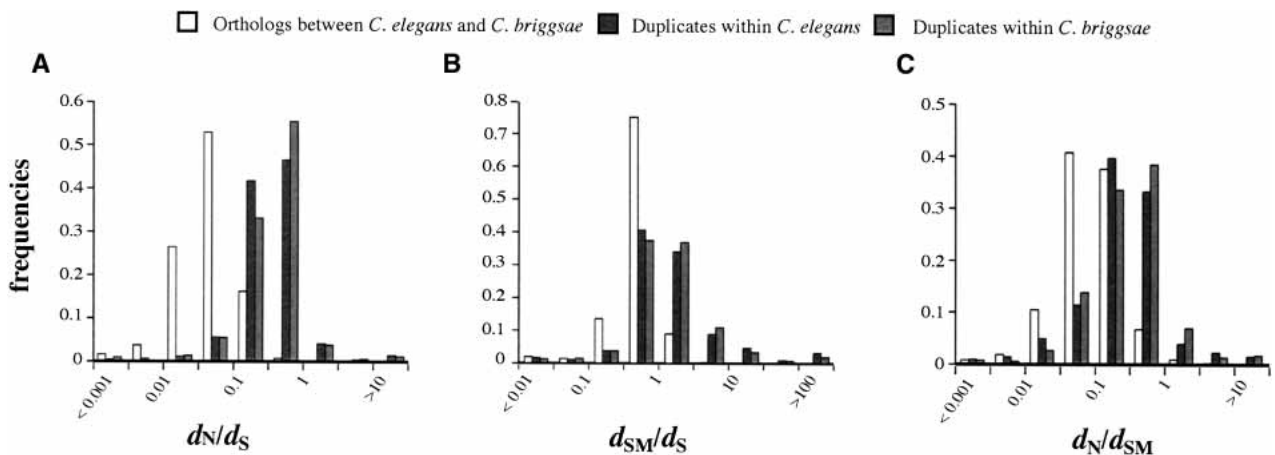 Orthologs between C. elegans and C. briggsae Duplicates within C. elegans Duplicates within C. briggsae
A B C
frequencies
0.6
0.5
0.4
0.3
0.2
0.1
0
< 0.001 0.01 0.1 1 >10
dN/dS
0.8
0.7
0.6
0.5
0.4
0.3
0.2
0.1
0
< 0.01 0.1 1 10 >100
dSM/dS
0.5
0.4
0.3
0.2
0.1
0
< 0.001 0.01 0.1 1 >10
dN/dSM